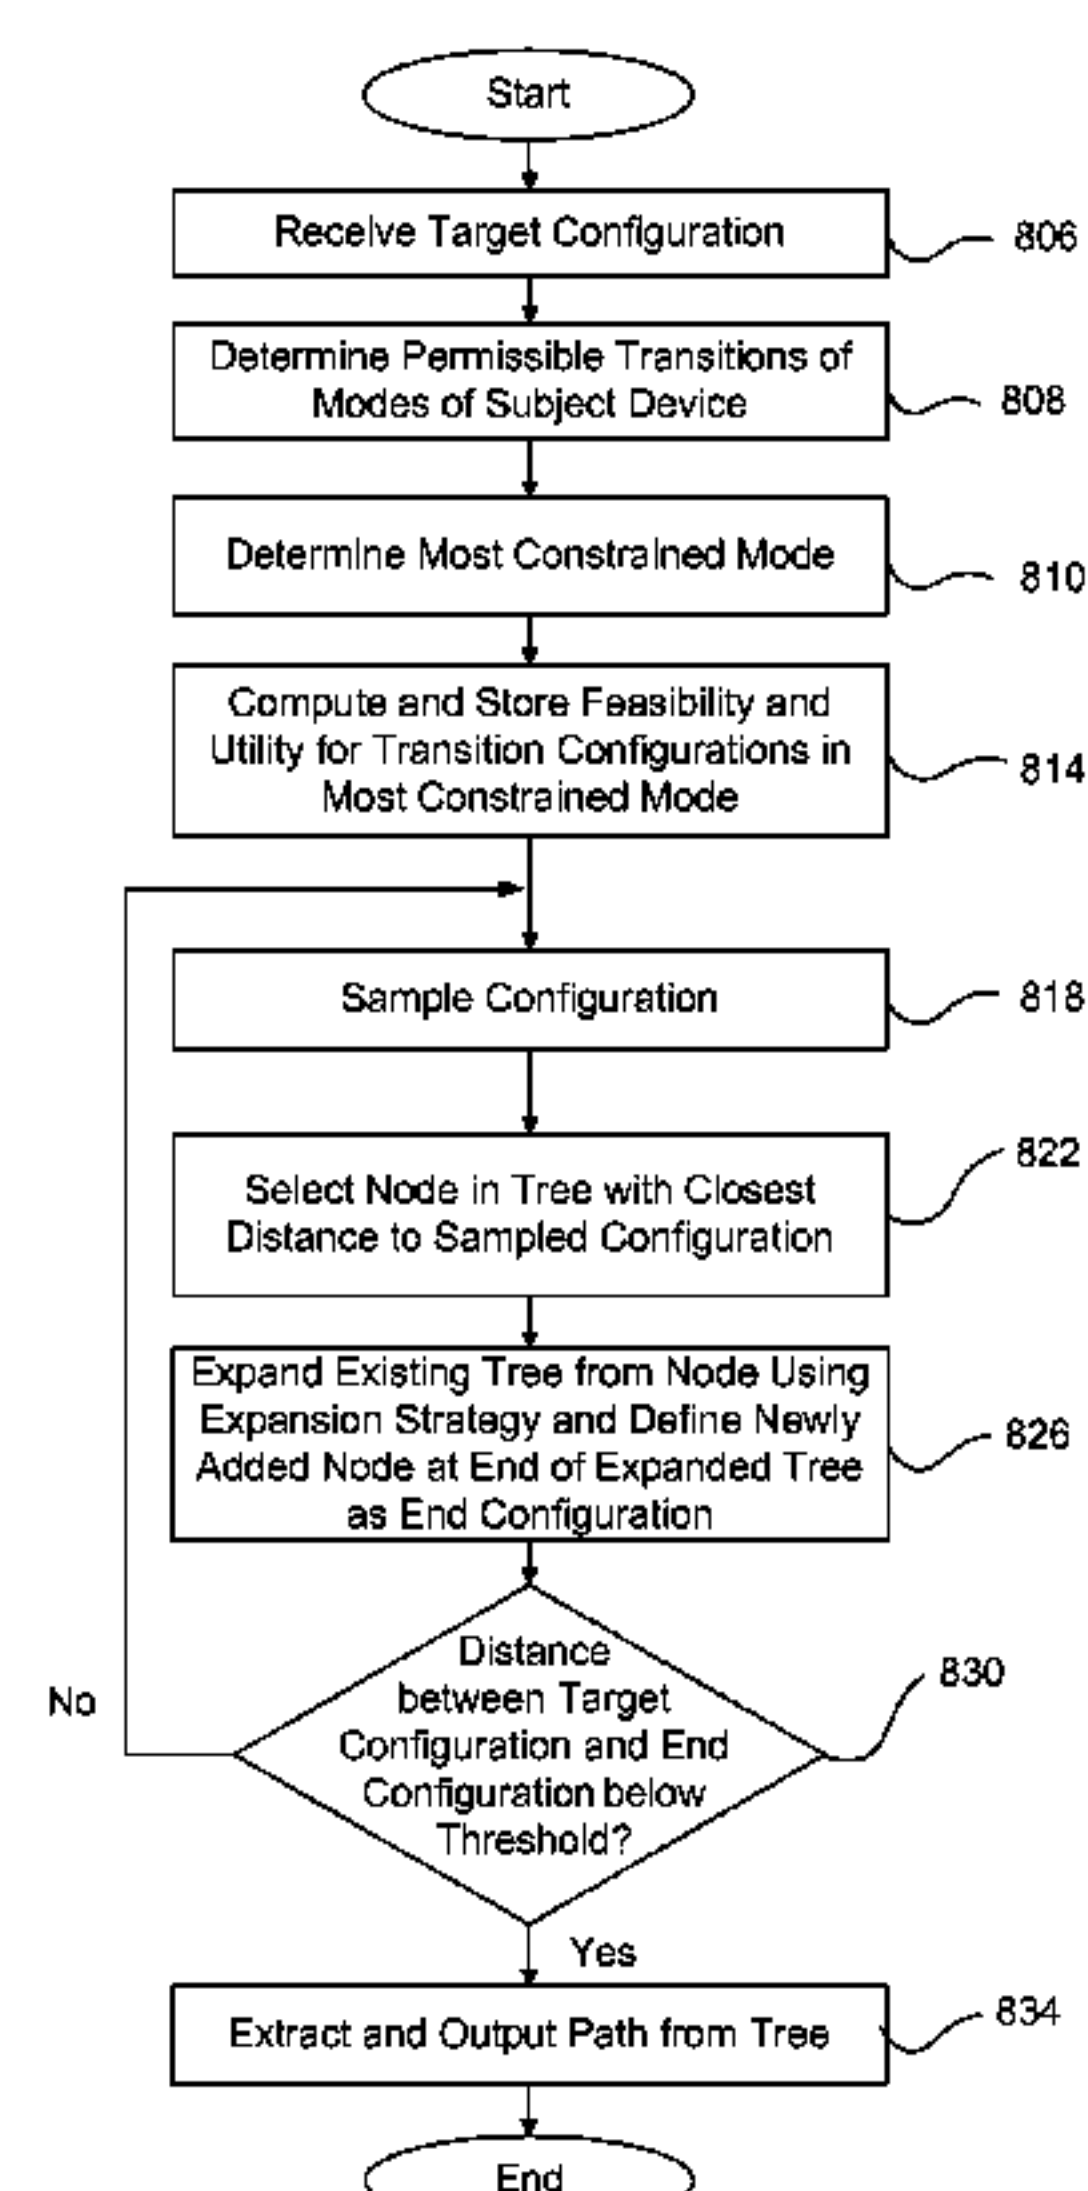 Start
Receive Target Configuration
806
Determine Permissible Transitions of
Modes of Subject Device
808
Determine Most Constrained Mode
810
Compute and Store Feasibility and
Utility for Transition Configurations in
Most Constrained Mode
814
Sample Configuration
818
Select Node in Tree with Closest
Distance to Sampled Configuration
822
Expand Existing Tree from Node Using
Expansion Strategy and Define Newly
Added Node at End of Expanded Tree
as End Configuration
826
Distance
between Target
Configuration and End
Configuration below
Threshold?
830
No
Yes
Extract and Output Path from Tree
834
End